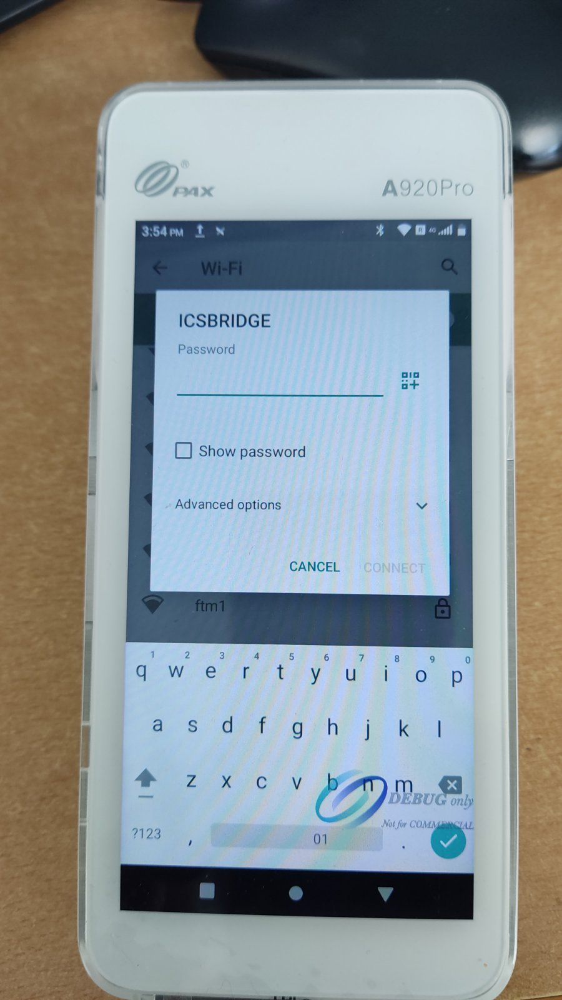 PAX
A920Pro
3:54 PM
4G
Wi-Fi
ICSBRIDGE
Password
Show password
Advanced options
CANCEL CONNECT
ftm1
1 2 3 4 5 6 7 8 9 0
q w e r t y u i o p
a s d f g h j k l
z x c v b n m
DEBUG only
Not for COMMERCIAL
?123 , 01 .